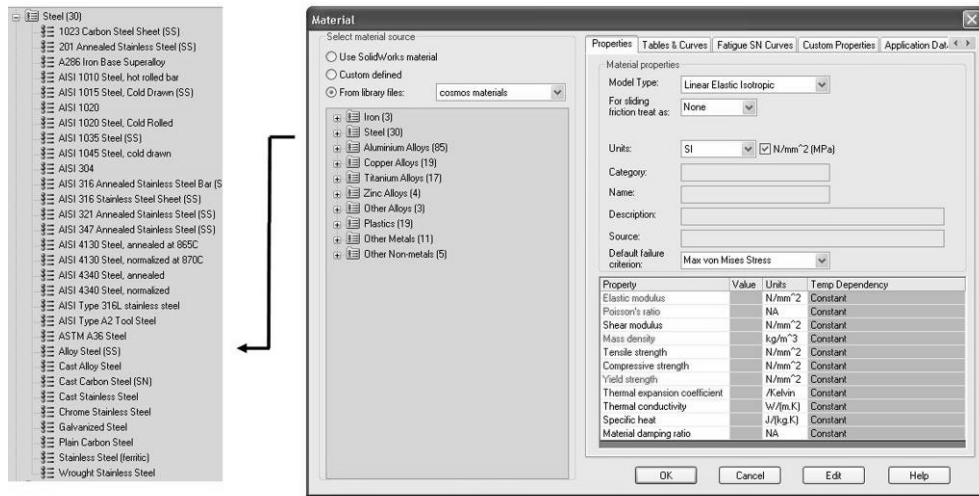 Steel (30)
1023 Carbon Steel Sheet (SS)
201 Annealed Stainless Steel (SS)
A286 Iron Base Superalloy
AISI 1010 Steel, hot rolled bar
AISI 1015 Steel, Cold Drawn (SS)
AISI 1020
AISI 1020 Steel, Cold Rolled
AISI 1035 Steel (SS)
AISI 1045 Steel, cold drawn
AISI 304
AISI 316 Annealed Stainless Steel Bar (S
AISI 316 Stainless Steel Sheet (SS)
AISI 321 Annealed Stainless Steel (SS)
AISI 347 Annealed Stainless Steel (SS)
AISI 4130 Steel, annealed at 865C
AISI 4130 Steel, normalized at 870C
AISI 4340 Steel, annealed
AISI 4340 Steel, normalized
AISI Type 316L stainless steel
AISI Type A2 Tool Steel
ASTM A36 Steel
Alloy Steel (SS)
Cast Alloy Steel
Cast Carbon Steel (SN)
Cast Stainless Steel
Chrome Stainless Steel
Galvanized Steel
Plain Carbon Steel
Stainless Steel (ferritic)
Wrought Stainless Steel
Material
Select material source
Use SolidWorks material
Custom defined
From library files: cosmos materials
Iron (3)
Steel (30)
Aluminium Alloys (85)
Copper Alloys (19)
Titanium Alloys (17)
Zinc Alloys (4)
Other Alloys (3)
Plastics (19)
Other Metals (11)
Other Non-metals (5)
Properties Tables & Curves Fatigue SN Curves Custom Properties Application Dat
Material properties
Model Type: Linear Elastic Isotropic
For sliding
friction treat as: None
Units: SI N/mm^2 (MPa)
Category:
Name:
Description:
Source:
Default failure
criterion: Max von Mises Stress
Property Value Units Temp Dependency
Elastic modulus N/mm^2 Constant
Poisson's ratio NA Constant
Shear modulus N/mm^2 Constant
Mass density kg/m^3 Constant
Tensile strength N/mm^2 Constant
Compressive strength N/mm^2 Constant
Yield strength N/mm^2 Constant
Thermal expansion coefficient /Kelvin Constant
Thermal conductivity W/(m.K) Constant
Specific heat J/(kg.K) Constant
Material damping ratio NA Constant
OK Cancel Edit Help